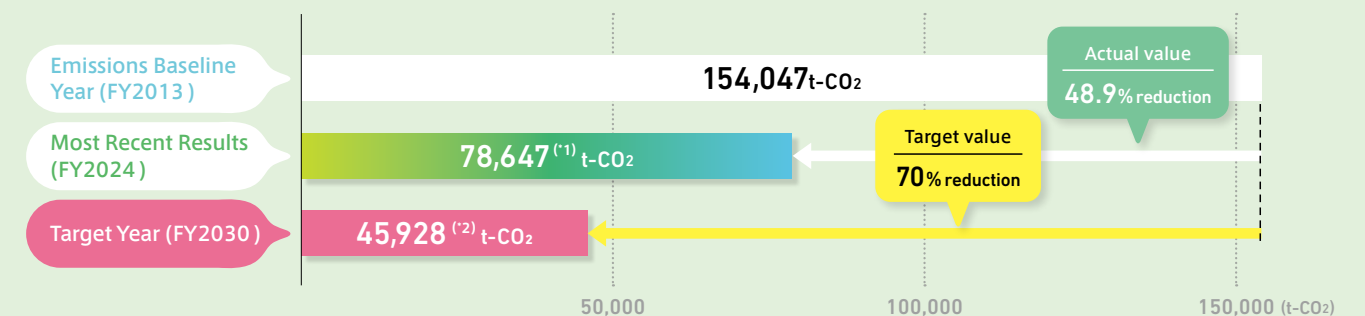 Emissions Baseline
Year (FY2013)
154,047t-CO2
Actual value
48.9% reduction
Most Recent Results
(FY2024)
78,647(*1) t-CO2
Target value
70% reduction
Target Year (FY2030)
45,928(*2) t-CO2
50,000
100,000
150,000 (t-CO2)